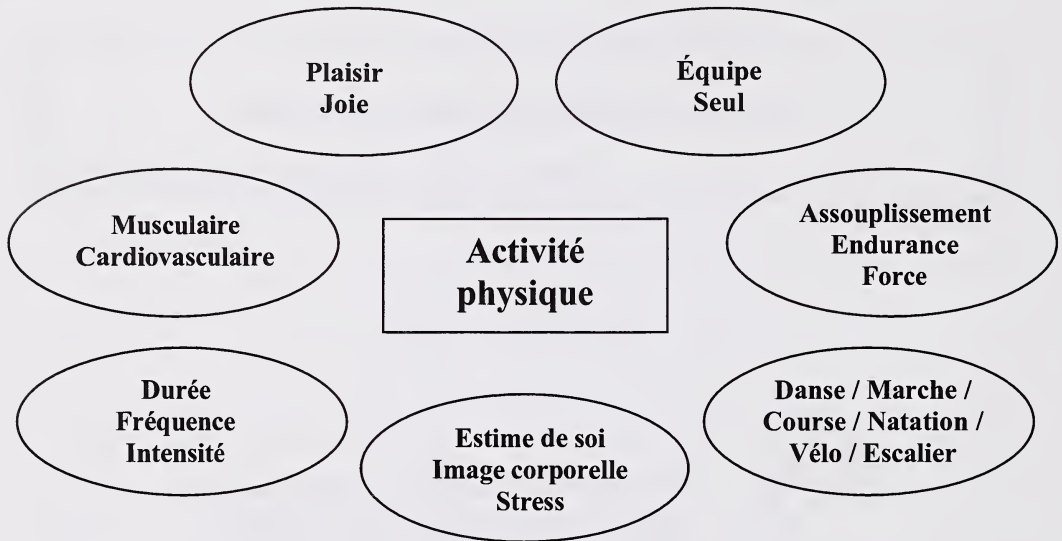 Plaisir
Joie
Équipe
Seul
Musculaire
Cardiovasculaire
Activité
physique
Assouplissement
Endurance
Force
Durée
Fréquence
Intensité
Estime de soi
Image corporelle
Stress
Danse / Marche /
Course / Natation /
Vélo / Escalier